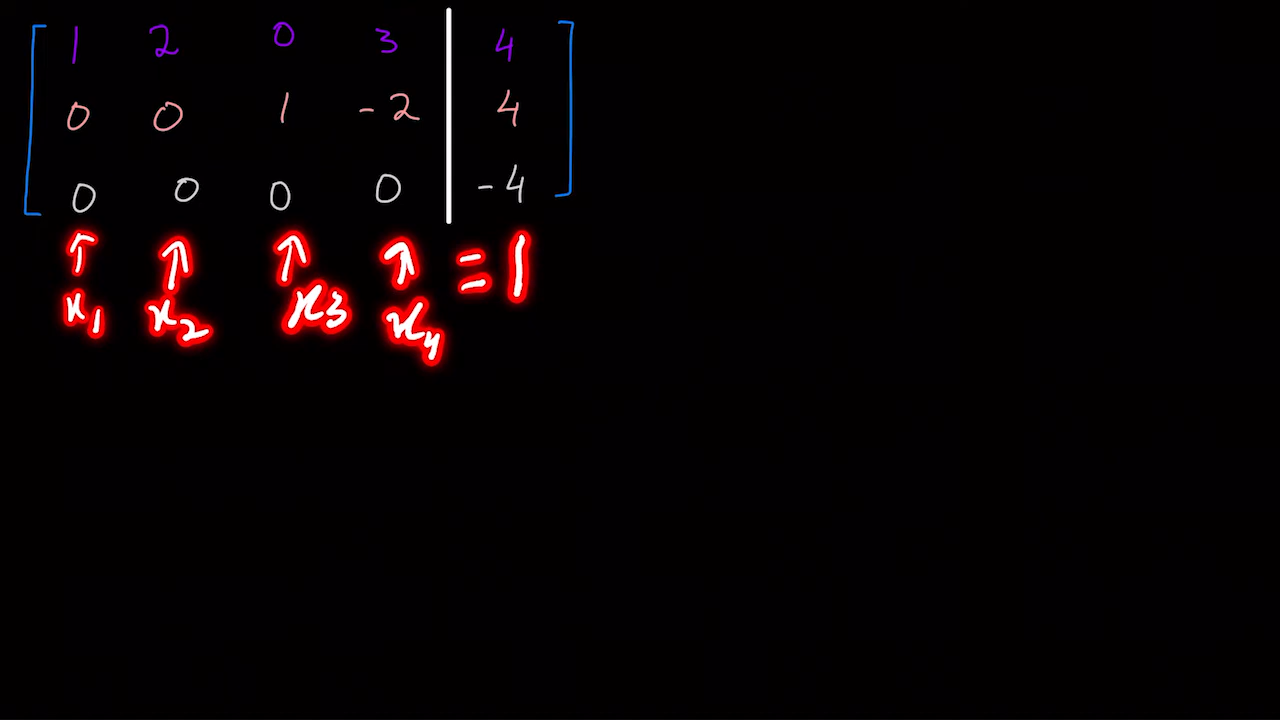 1 2 0 3 4
0 0 1 -2 4
0 0 0 0 -4
↑ ↑ ↑ ↑ = 1
x1 x2 x3 x4